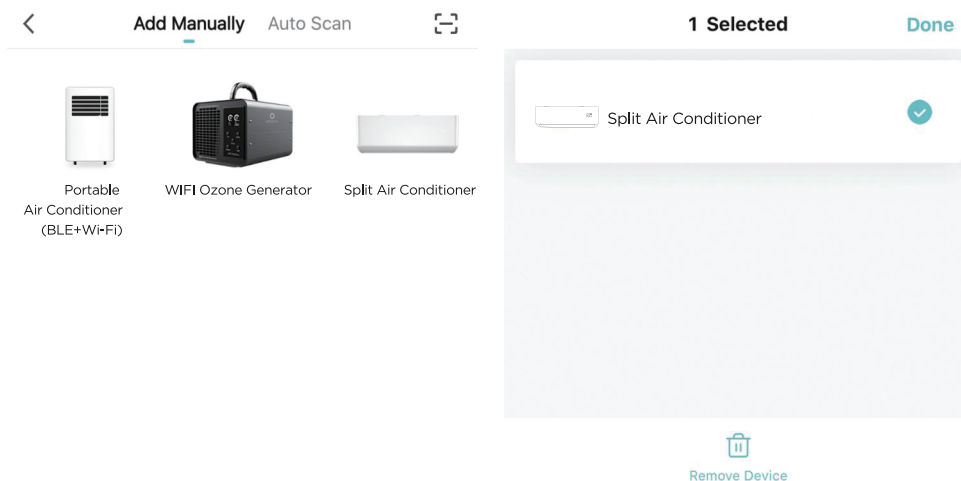 Add Manually Auto Scan
Portable
Air Conditioner
(BLE+Wi-Fi)
WIFI Ozone Generator
Split Air Conditioner
1 Selected
Done
Split Air Conditioner
Remove Device